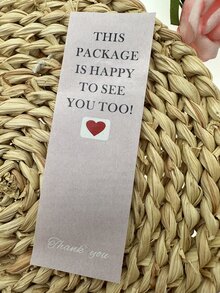 THIS
PACKAGE
IS HAPPY
TO SEE
YOU TOO!
Thank you